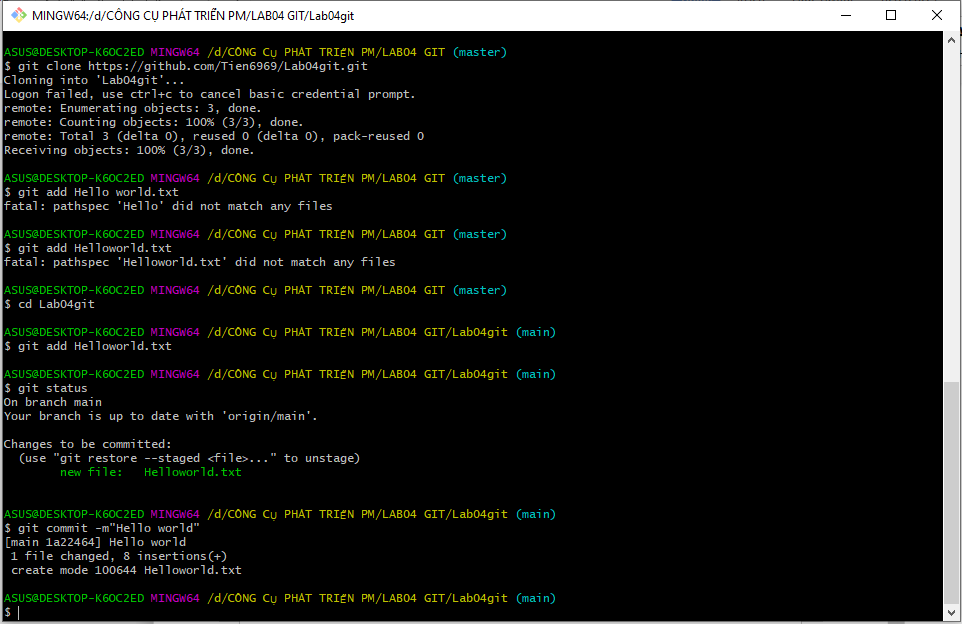 MINGW64:/d/CÔNG CỤ PHÁT TRIỂN PM/LAB04 GIT/Lab04git
ASUS@DESKTOP-K6OC2ED MINGW64 /d/CÔNG CỤ PHÁT TRIỂN PM/LAB04 GIT (master)
$ git clone https://github.com/Tien6969/Lab04git.git
Cloning into 'Lab04git'...
Logon failed, use ctrl+c to cancel basic credential prompt.
remote: Enumerating objects: 3, done.
remote: Counting objects: 100% (3/3), done.
remote: Total 3 (delta 0), reused 0 (delta 0), pack-reused 0
Receiving objects: 100% (3/3), done.
ASUS@DESKTOP-K6OC2ED MINGW64 /d/CÔNG CỤ PHÁT TRIỂN PM/LAB04 GIT (master)
$ git add Hello world.txt
fatal: pathspec 'Hello' did not match any files
ASUS@DESKTOP-K6OC2ED MINGW64 /d/CÔNG CỤ PHÁT TRIỂN PM/LAB04 GIT (master)
$ git add Helloworld.txt
fatal: pathspec 'Helloworld.txt' did not match any files
ASUS@DESKTOP-K6OC2ED MINGW64 /d/CÔNG CỤ PHÁT TRIỂN PM/LAB04 GIT (master)
$ cd Lab04git
ASUS@DESKTOP-K6OC2ED MINGW64 /d/CÔNG CỤ PHÁT TRIỂN PM/LAB04 GIT/Lab04git (main)
$ git add Helloworld.txt
ASUS@DESKTOP-K6OC2ED MINGW64 /d/CÔNG CỤ PHÁT TRIỂN PM/LAB04 GIT/Lab04git (main)
$ git status
On branch main
Your branch is up to date with 'origin/main'.
Changes to be committed:
(use "git restore --staged <file>..." to unstage)
new file: Helloworld.txt
ASUS@DESKTOP-K6OC2ED MINGW64 /d/CÔNG CỤ PHÁT TRIỂN PM/LAB04 GIT/Lab04git (main)
$ git commit -m"Hello world"
[main 1a22464] Hello world
1 file changed, 8 insertions(+)
create mode 100644 Helloworld.txt
ASUS@DESKTOP-K6OC2ED MINGW64 /d/CÔNG CỤ PHÁT TRIỂN PM/LAB04 GIT/Lab04git (main)
$